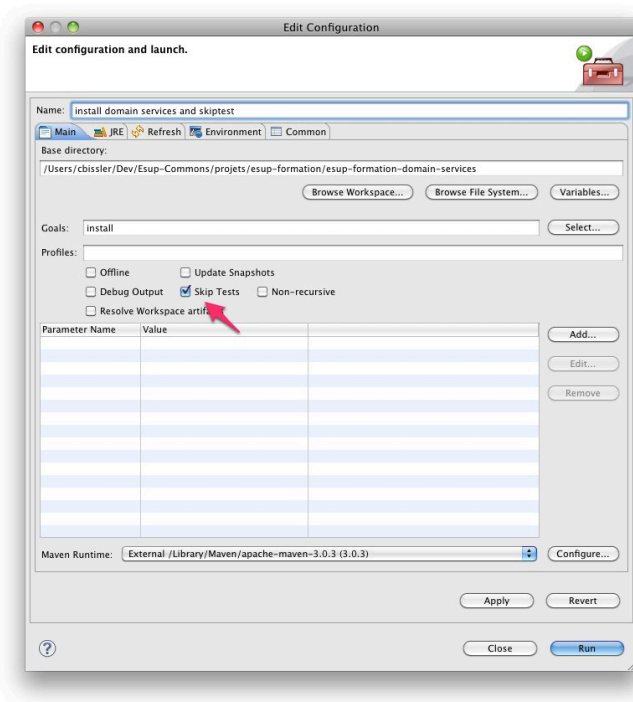 Edit Configuration
Edit configuration and launch.
Name: install domain services and skiptest
Main JRE Refresh Environment Common
Base directory:
/Users/cbissler/Dev/Esup-Commons/projets/esup-formation/esup-formation-domain-services
Browse Workspace... Browse File System... Variables...
Goals: install Select...
Profiles:
Offline Update Snapshots
Debug Output Skip Tests Non-recursive
Resolve Workspace
Parameter Name Value
Add...
Edit...
Remove
Maven Runtime: External /Library/Maven/apache-maven-3.0.3 (3.0.3) Configure...
Apply Revert
? Close Run